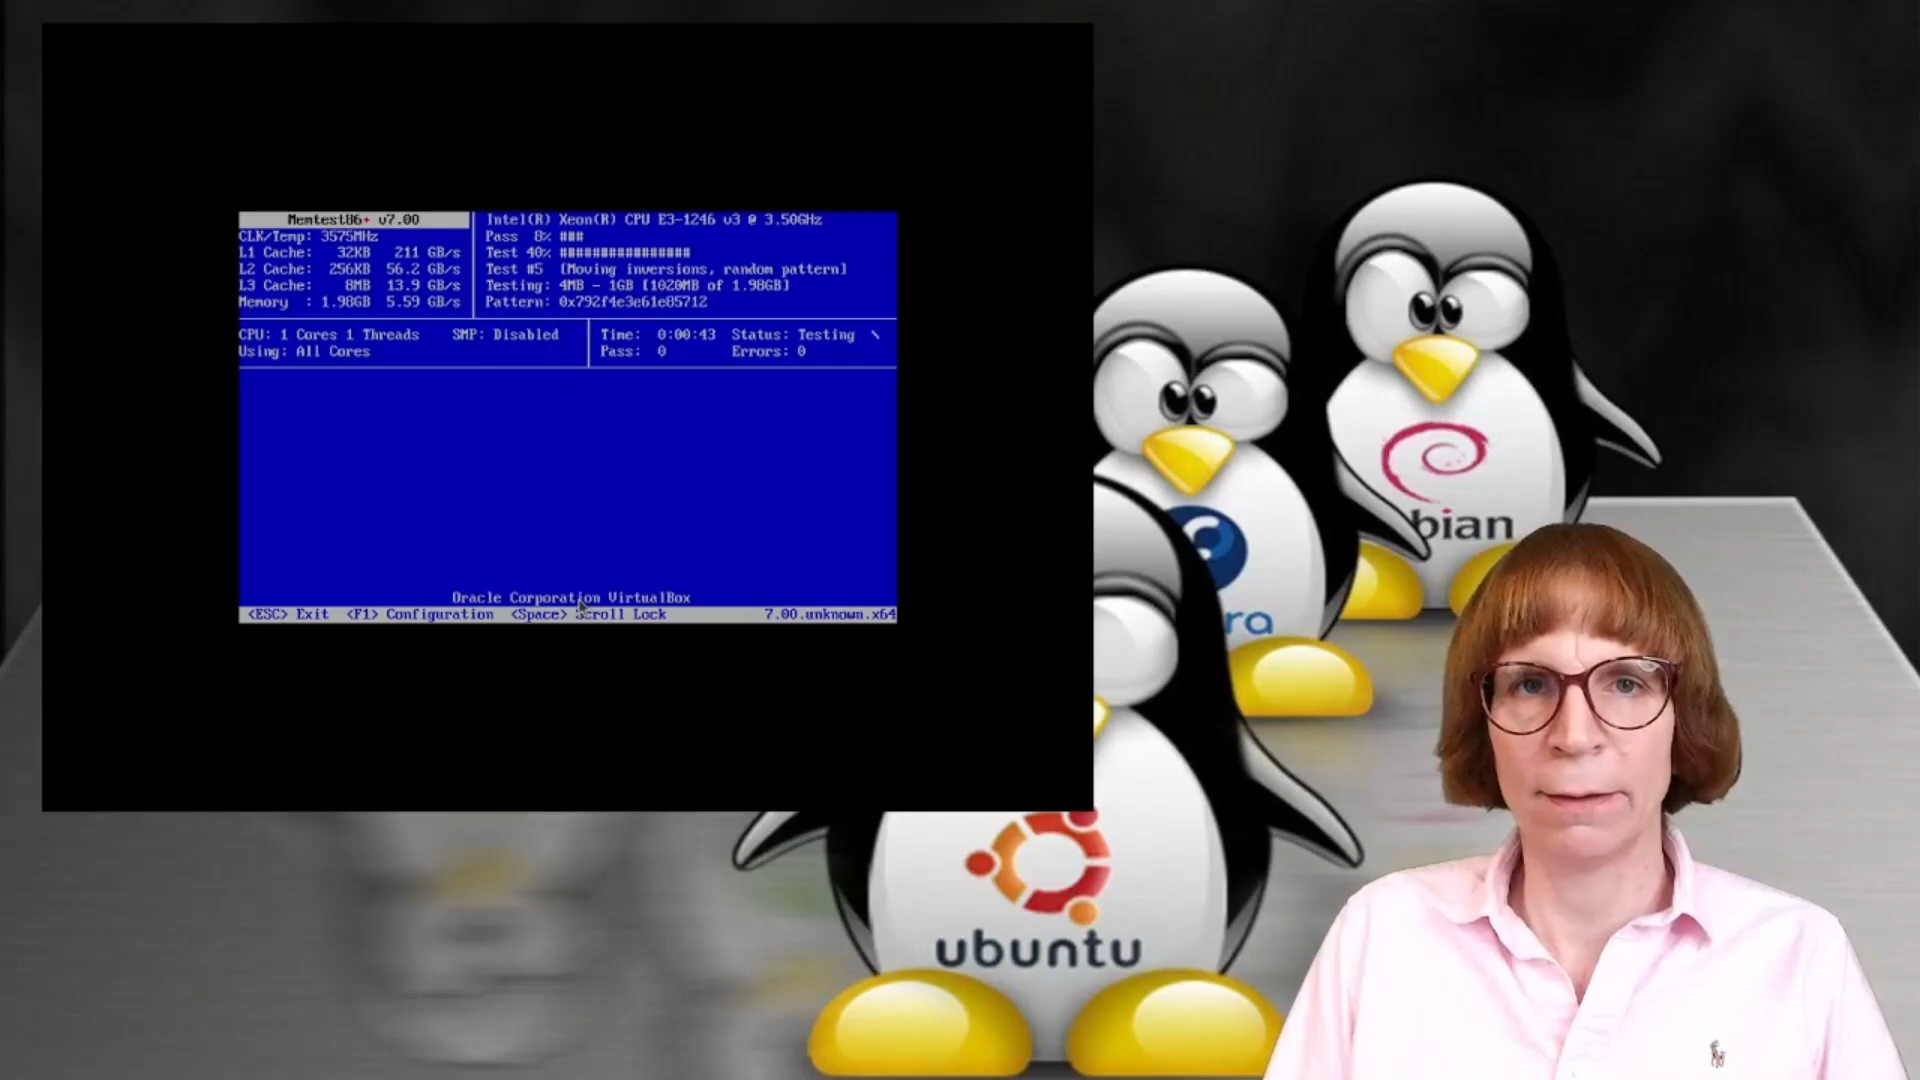 Memtest86+ v7.00
Intel(R) Xeon(R) CPU E3-1246 v3 @ 3.50GHz
CLK/Temp: 3575MHz
Pass 8% ###
L1 Cache: 32KB 211 GB/s
Test 40% ################
L2 Cache: 256KB 56.2 GB/s
Test #5 [Moving inversions, random pattern]
L3 Cache: 8MB 13.9 GB/s
Testing: 4MB - 1GB [1020MB of 1.98GB]
Memory : 1.98GB 5.59 GB/s
Pattern: 0x792f4e3e61e85712
CPU: 1 Cores 1 Threads SMP: Disabled
Time: 0:00:43 Status: Testing \
Using: All Cores
Pass: 0 Errors: 0
Oracle Corporation VirtualBox
<ESC> Exit <F1> Configuration <Space> Scroll Lock 7.00.unknown.x64
bian
ra
ubuntu